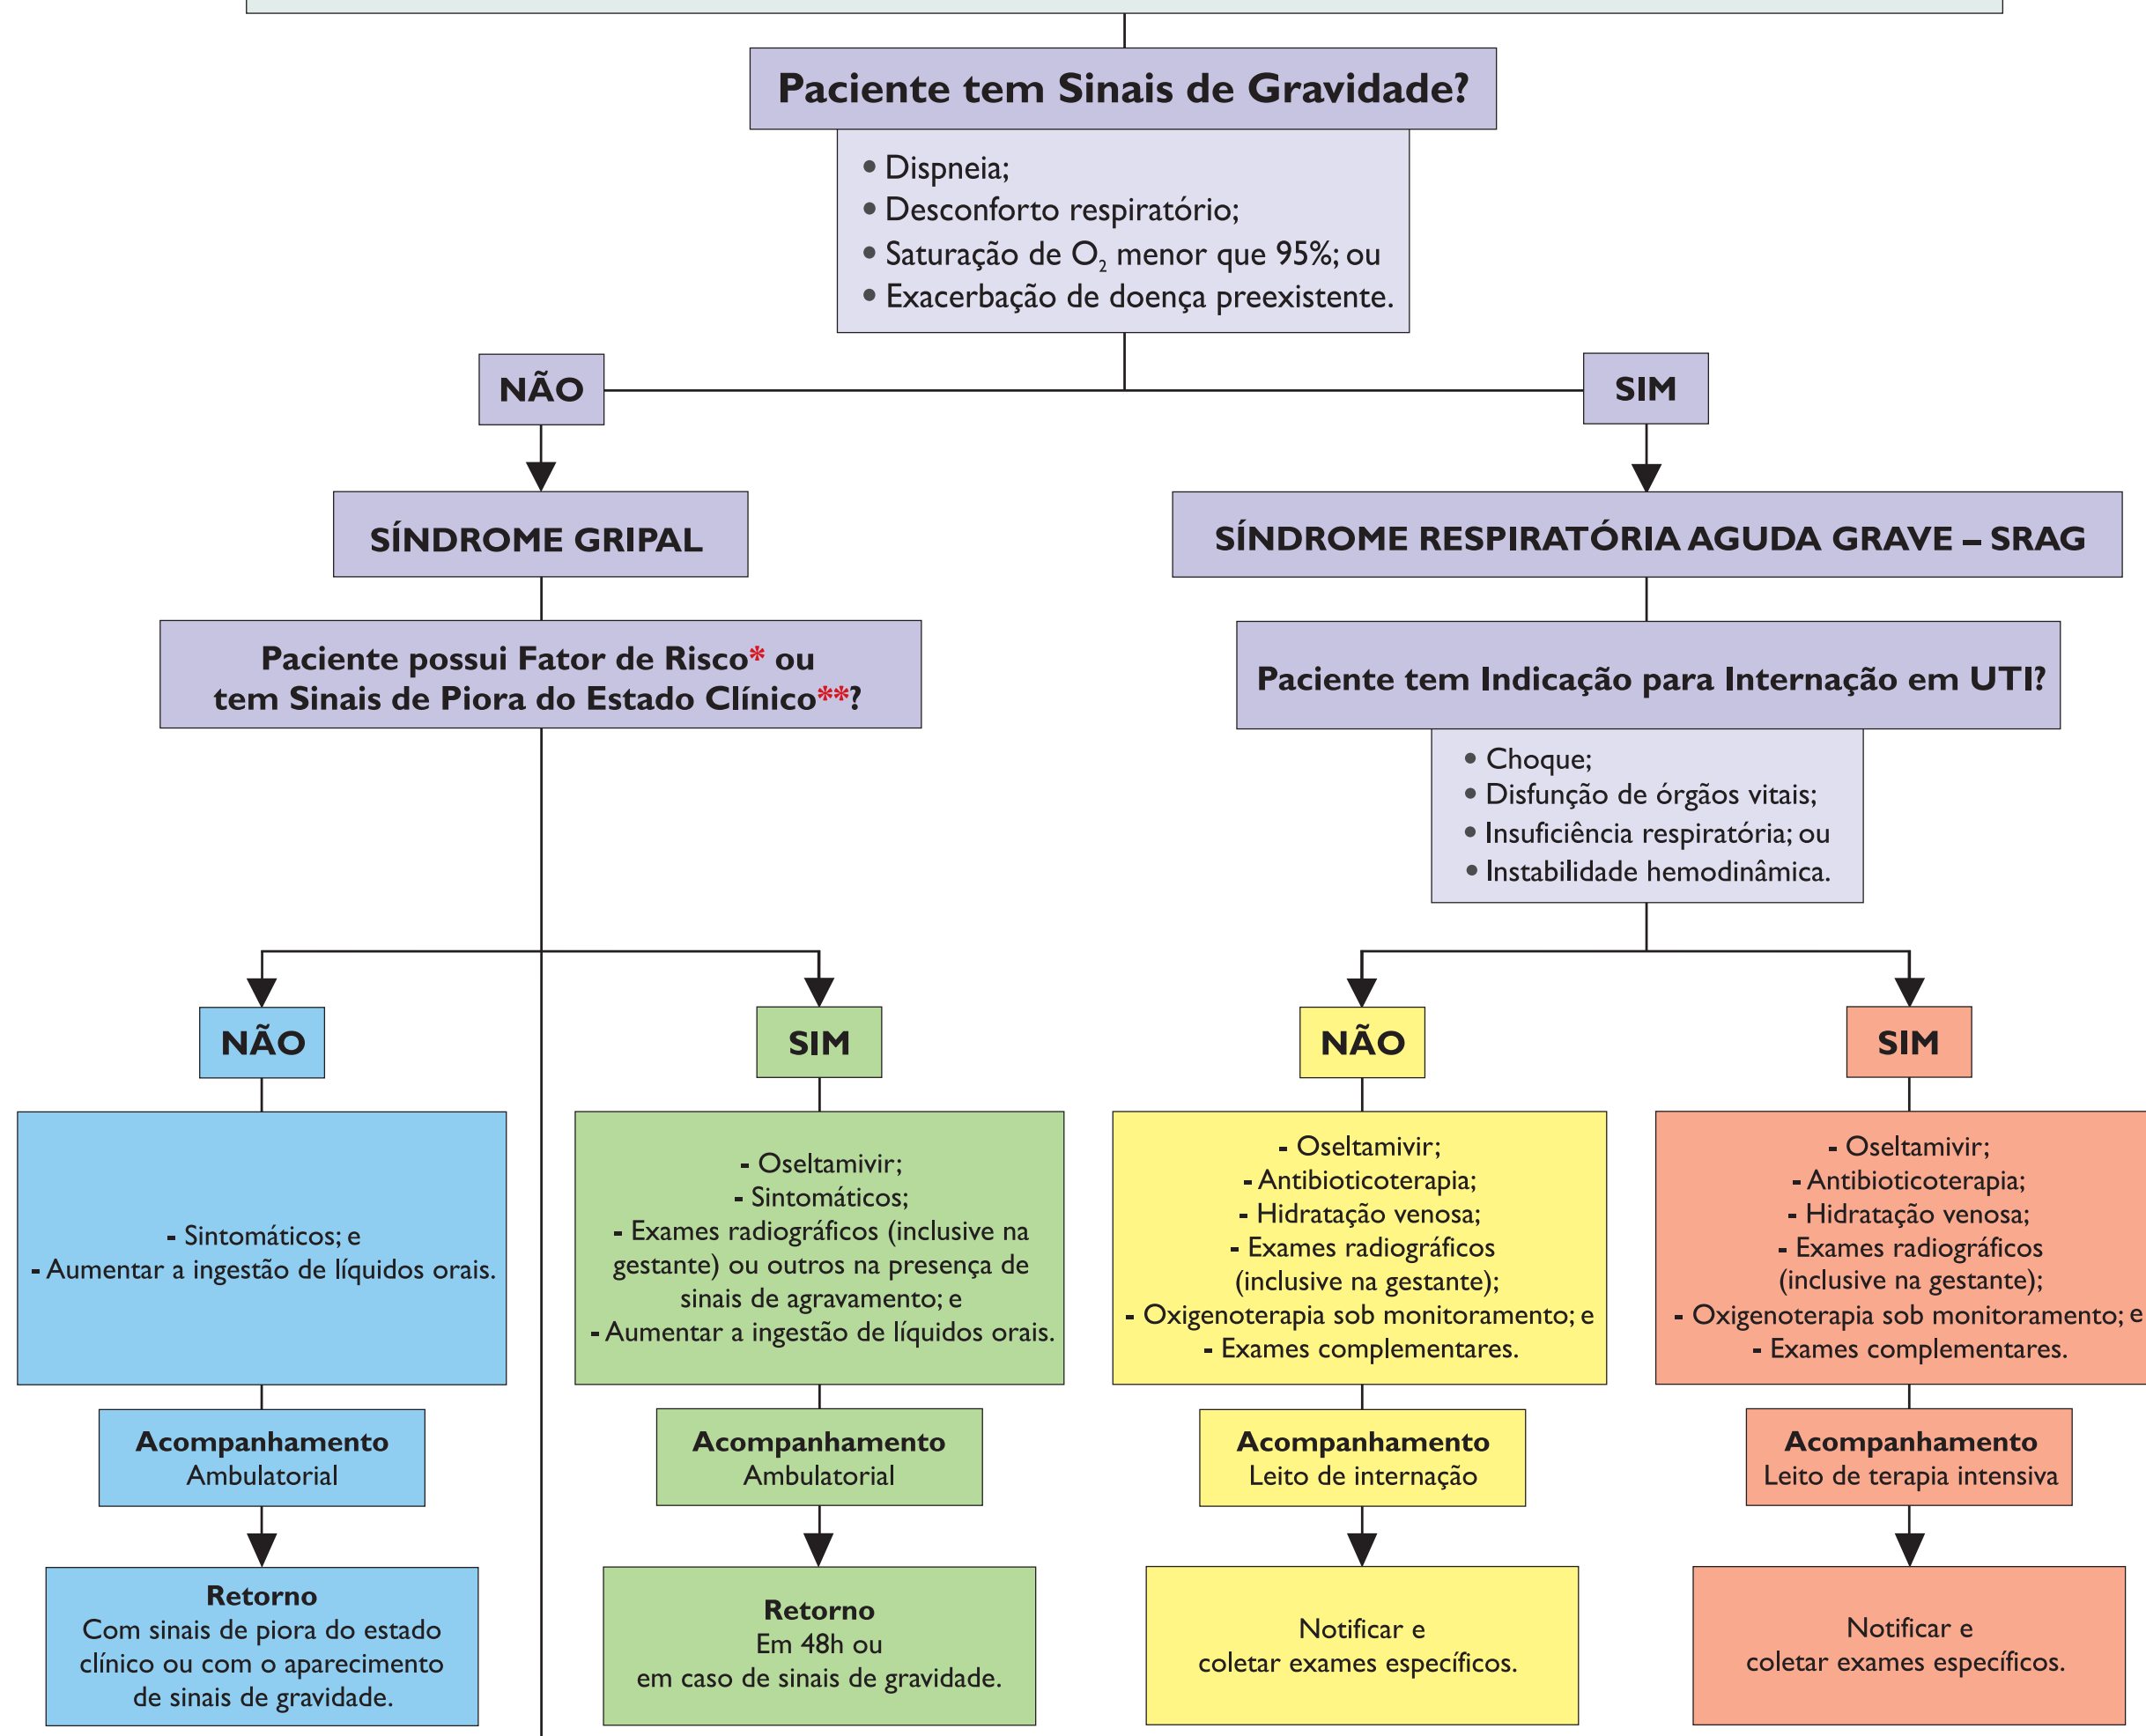 Paciente tem Sinais de Gravidade?
• Dispneia;
• Desconforto respiratório;
• Saturação de O₂ menor que 95%; ou
• Exacerbação de doença preexistente.
NÃO
SIM
SÍNDROME GRIPAL
SÍNDROME RESPIRATÓRIA AGUDA GRAVE – SRAG
Paciente possui Fator de Risco* ou
tem Sinais de Piora do Estado Clínico**?
Paciente tem Indicação para Internação em UTI?
• Choque;
• Disfunção de órgãos vitais;
• Insuficiência respiratória; ou
• Instabilidade hemodinâmica.
NÃO
- Sintomáticos; e
- Aumentar a ingestão de líquidos orais.
Acompanhamento
Ambulatorial
Retorno
Com sinais de piora do estado
clínico ou com o aparecimento
de sinais de gravidade.
SIM
- Oseltamivir;
- Sintomáticos;
- Exames radiográficos (inclusive na
gestante) ou outros na presença de
sinais de agravamento; e
- Aumentar a ingestão de líquidos orais.
Acompanhamento
Ambulatorial
Retorno
Em 48h ou
em caso de sinais de gravidade.
NÃO
- Oseltamivir;
- Antibioticoterapia;
- Hidratação venosa;
- Exames radiográficos
(inclusive na gestante);
- Oxigenoterapia sob monitoramento; e
- Exames complementares.
Acompanhamento
Leito de internação
Notificar e
coletar exames específicos.
SIM
- Oseltamivir;
- Antibioticoterapia;
- Hidratação venosa;
- Exames radiográficos
(inclusive na gestante);
- Oxigenoterapia sob monitoramento; e
- Exames complementares.
Acompanhamento
Leito de terapia intensiva
Notificar e
coletar exames específicos.